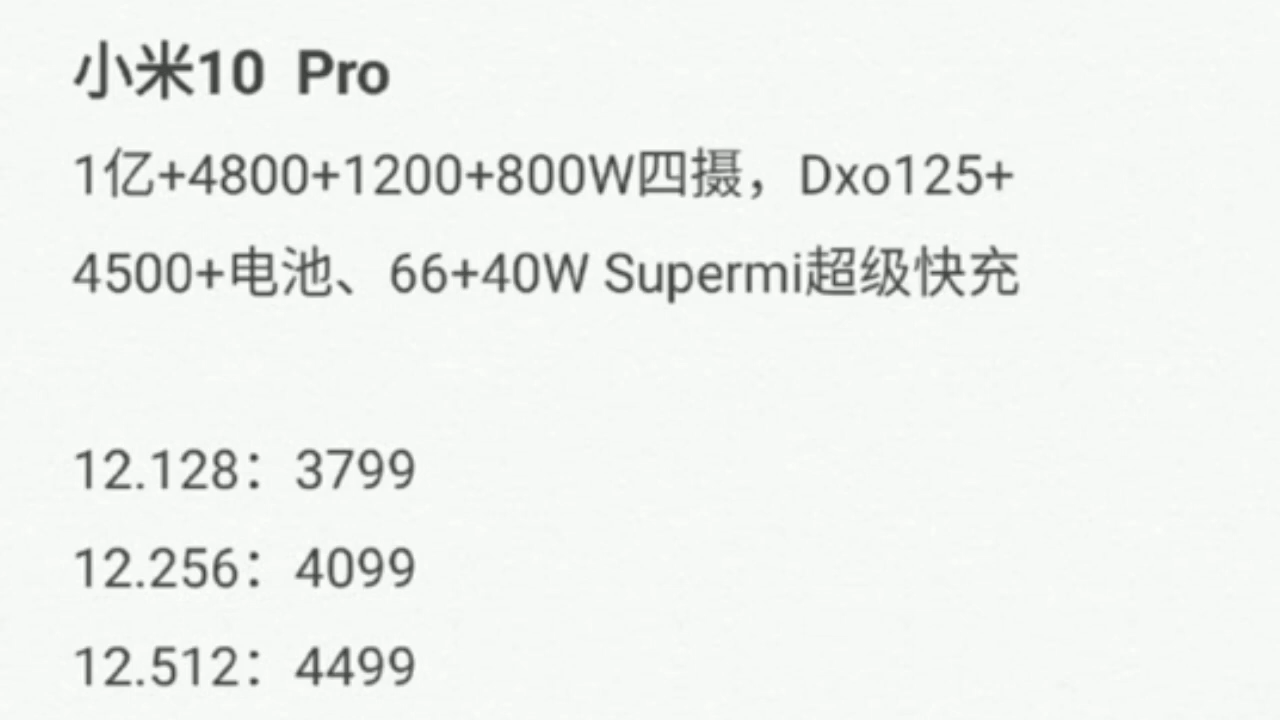 小米10 Pro
1亿+4800+1200+800W四摄，Dxo125+
4500+电池、66+40W Supermi超级快充
12.128：3799
12.256：4099
12.512：4499